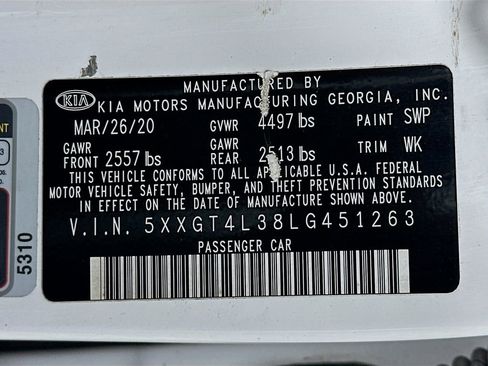 MANUFACTURED BY
KIA KIA MOTORS MANUFACTURING GEORGIA, INC.
MAR/26/20 GVWR 4497 lbs PAINT SWP
GAWR FRONT 2557 lbs GAWR REAR 2513 lbs TRIM WK
THIS VEHICLE CONFORMS TO ALL APPLICABLE U.S.A. FEDERAL
MOTOR VEHICLE SAFETY, BUMPER, AND THEFT PREVENTION STANDARDS
IN EFFECT ON THE DATE OF MANUFACTURE SHOWN ABOVE.
V.I.N. 5XXGT4L38LG451263
PASSENGER CAR
5310